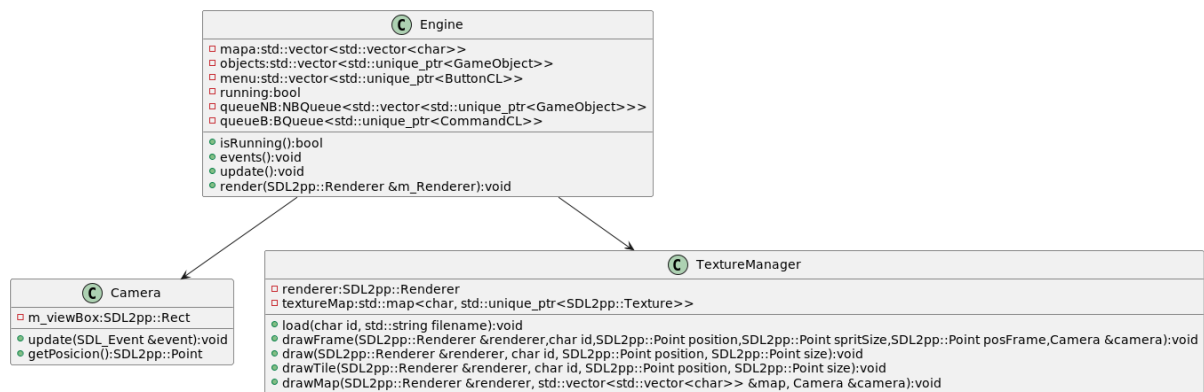 C Engine
mapa:std::vector<std::vector<char>>
objects:std::vector<std::unique_ptr<GameObject>>
menu:std::vector<std::unique_ptr<ButtonCL>>
running:bool
queueNB:NBQueue<std::vector<std::unique_ptr<GameObject>>>
queueB:BQueue<std::unique_ptr<CommandCL>>
isRunning():bool
events():void
update():void
render(SDL2pp::Renderer &m_Renderer):void
C Camera
m_viewBox:SDL2pp::Rect
update(SDL_Event &event):void
getPosicion():SDL2pp::Point
C TextureManager
renderer:SDL2pp::Renderer
textureMap:std::map<char, std::unique_ptr<SDL2pp::Texture>>
load(char id, std::string filename):void
drawFrame(SDL2pp::Renderer &renderer,char id,SDL2pp::Point position,SDL2pp::Point spritSize,SDL2pp::Point posFrame,Camera &camera):void
draw(SDL2pp::Renderer &renderer, char id, SDL2pp::Point position, SDL2pp::Point size):void
drawTile(SDL2pp::Renderer &renderer, char id, SDL2pp::Point position, SDL2pp::Point size):void
drawMap(SDL2pp::Renderer &renderer, std::vector<std::vector<char>> &map, Camera &camera):void